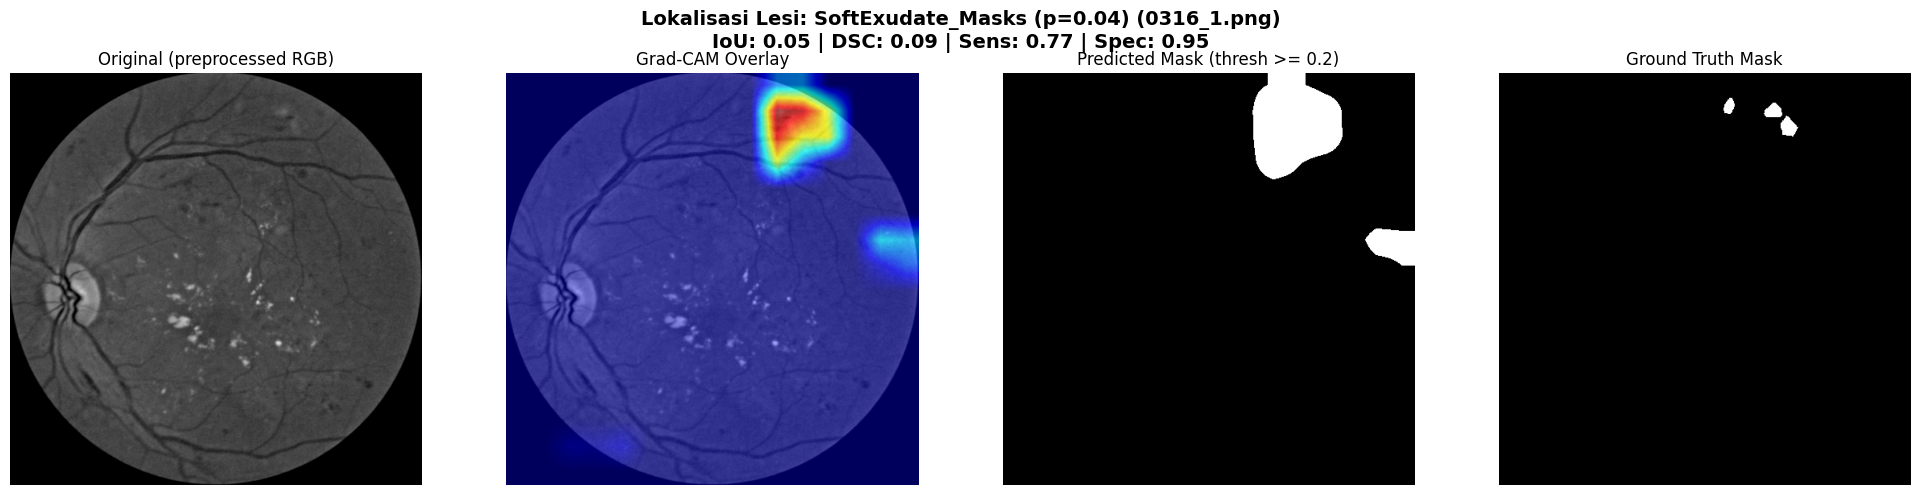 Lokalisasi Lesi: SoftExudate_Masks (p=0.04) (0316_1.png)
IoU: 0.05 | DSC: 0.09 | Sens: 0.77 | Spec: 0.95
Original (preprocessed RGB)
Grad-CAM Overlay
Predicted Mask (thresh >= 0.2)
Ground Truth Mask